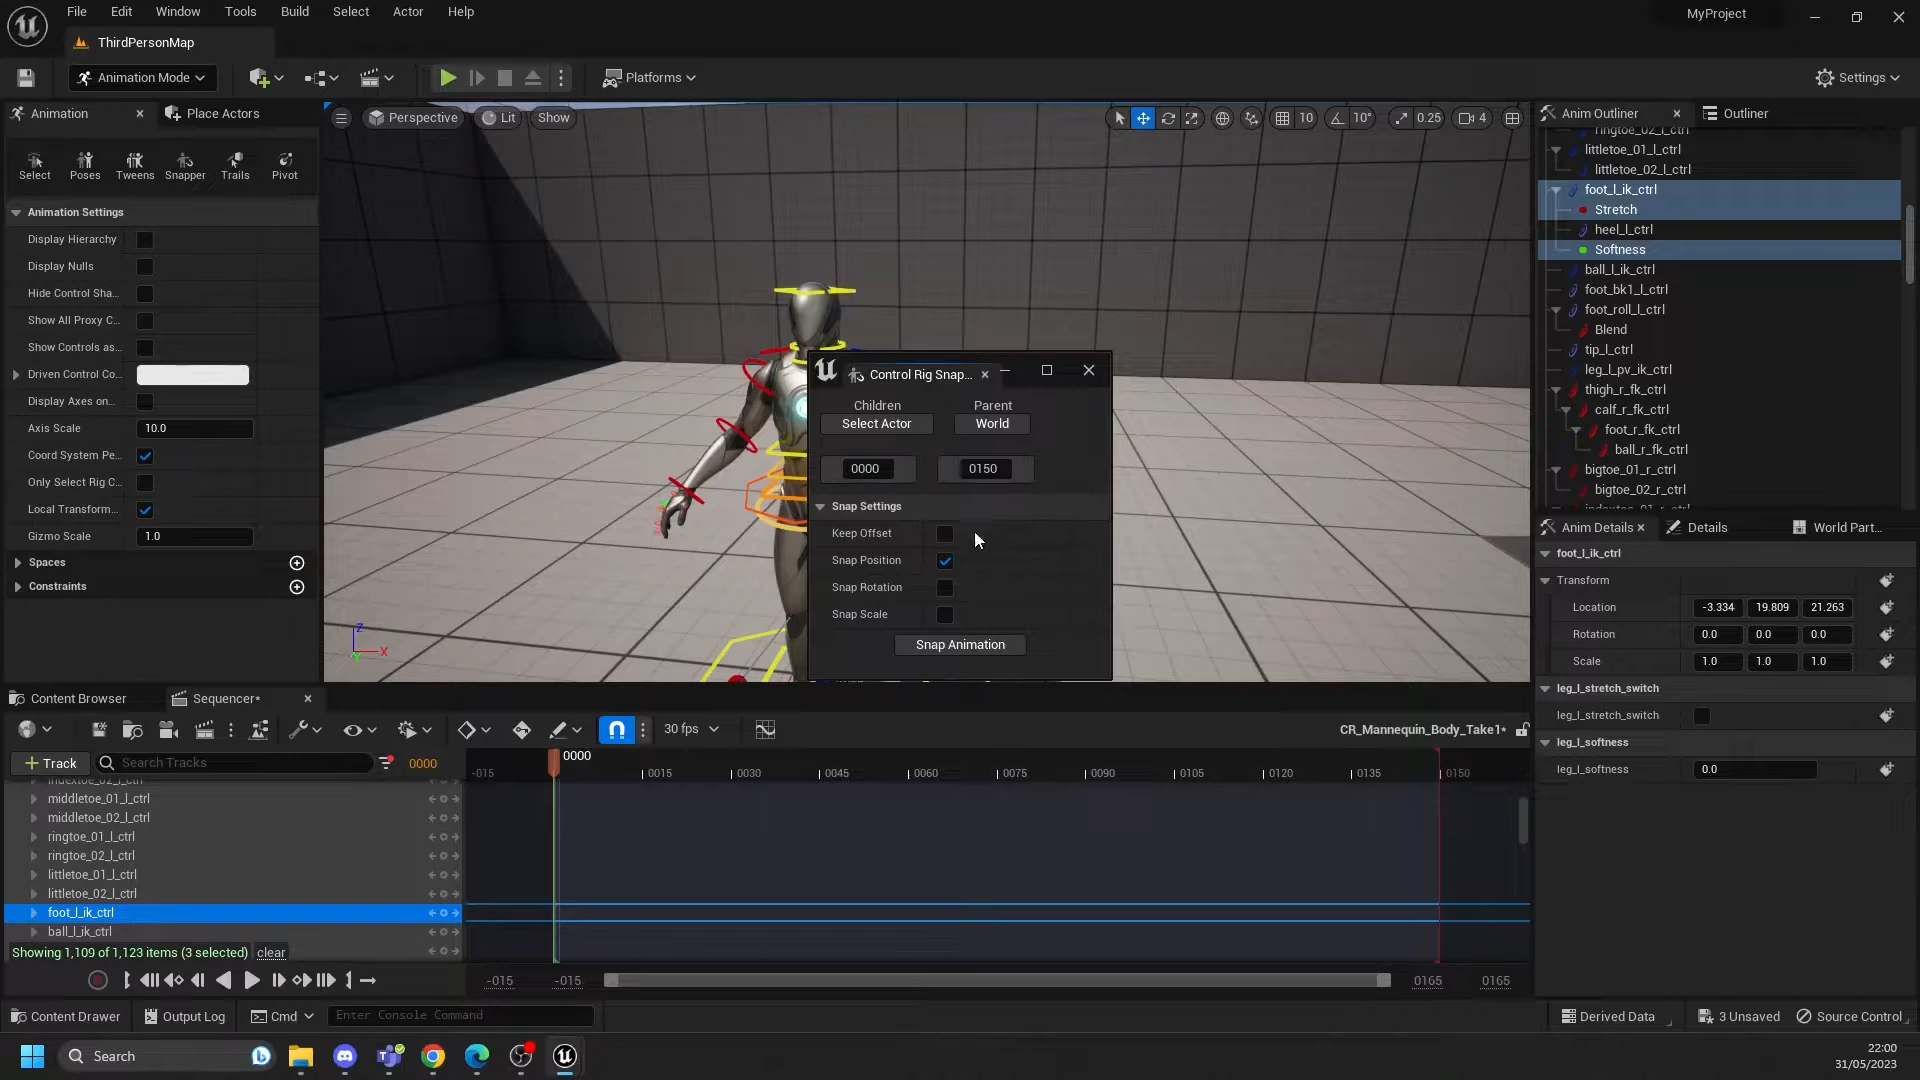 File Edit Window Tools Build Select Actor Help
MyProject
ThirdPersonMap
Animation Mode
Platforms
Settings
Animation
Place Actors
Perspective
Lit
Show
10
10°
0.25
4
Anim Outliner
Outliner
Select
Poses
Tweens
Snapper
Trails
Pivot
Animation Settings
Display Hierarchy
Display Nulls
Hide Control Sha...
Show All Proxy C...
Show Controls as...
Driven Control Co...
Display Axes on...
Axis Scale
10.0
Coord System Pe...
Only Select Rig C...
Local Transform...
Gizmo Scale
1.0
Spaces
Constraints
Z
X
Y
Control Rig Snap...
Children
Parent
Select Actor
World
0000
0150
Snap Settings
Keep Offset
Snap Position
Snap Rotation
Snap Scale
Snap Animation
ringtoe_02_l_ctrl
littletoe_01_l_ctrl
littletoe_02_l_ctrl
foot_l_ik_ctrl
Stretch
heel_l_ctrl
Softness
ball_l_ik_ctrl
foot_bk1_l_ctrl
foot_roll_l_ctrl
Blend
tip_l_ctrl
leg_l_pv_ik_ctrl
thigh_r_fk_ctrl
calf_r_fk_ctrl
foot_r_fk_ctrl
ball_r_fk_ctrl
bigtoe_01_r_ctrl
bigtoe_02_r_ctrl
Anim Details
Details
World Part...
foot_l_ik_ctrl
Transform
Location
-3.334
19.809
21.263
Rotation
0.0
0.0
0.0
Scale
1.0
1.0
1.0
leg_l_stretch_switch
leg_l_stretch_switch
leg_l_softness
leg_l_softness
0.0
Content Browser
Sequencer*
30 fps
CR_Mannequin_Body_Take1*
Track
Search Tracks
0000
0000
-015
0015
0030
0045
0060
0075
0090
0105
0120
0135
0150
indextoe_02_l_ctrl
middletoe_01_l_ctrl
middletoe_02_l_ctrl
ringtoe_01_l_ctrl
ringtoe_02_l_ctrl
littletoe_01_l_ctrl
littletoe_02_l_ctrl
foot_l_ik_ctrl
ball_l_ik_ctrl
Showing 1,109 of 1,123 items (3 selected)
clear
-015
-015
0165
0165
Content Drawer
Output Log
Cmd
Enter Console Command
Derived Data
3 Unsaved
Source Control
Search
22:00
31/05/2023